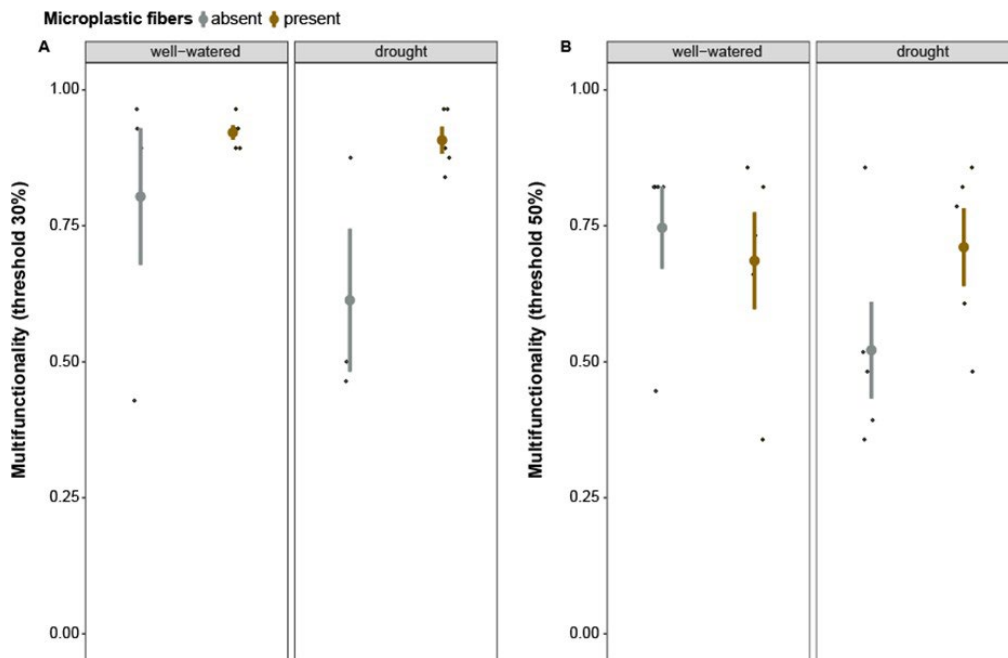 Microplastic fibers absent present
A
well−watered drought
Multifunctionality (threshold 30%)
1.00
0.75
0.50
0.25
0.00
B
well−watered drought
Multifunctionality (threshold 50%)
1.00
0.75
0.50
0.25
0.00